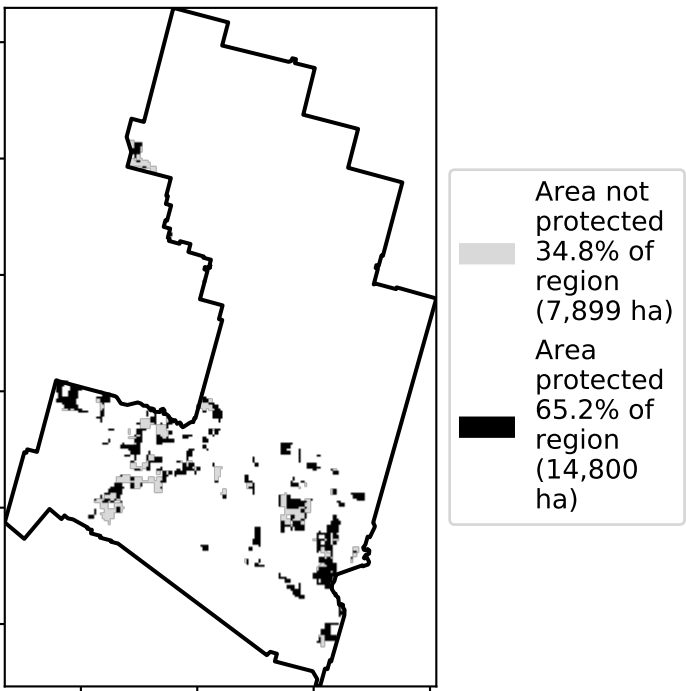 Area not
protected
34.8% of
region
(7,899 ha)
Area
protected
65.2% of
region
(14,800
ha)